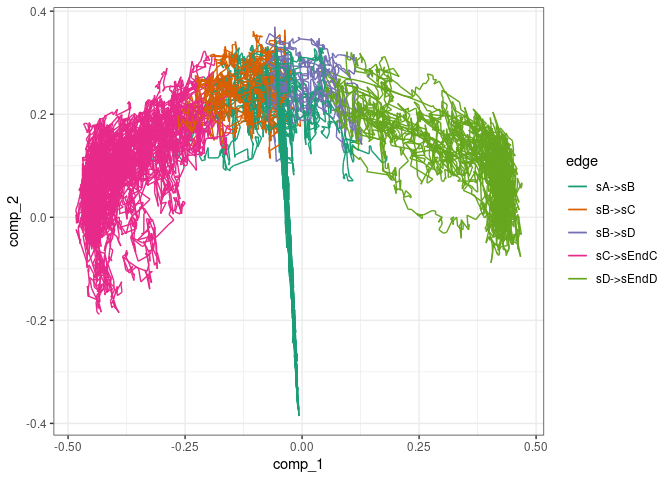 0.4
0.2
0.0
-0.2
-0.4
comp_2
-0.50
-0.25
0.00
0.25
0.50
comp_1
edge
sA->sB
sB->sC
sB->sD
sC->sEndC
sD->sEndD